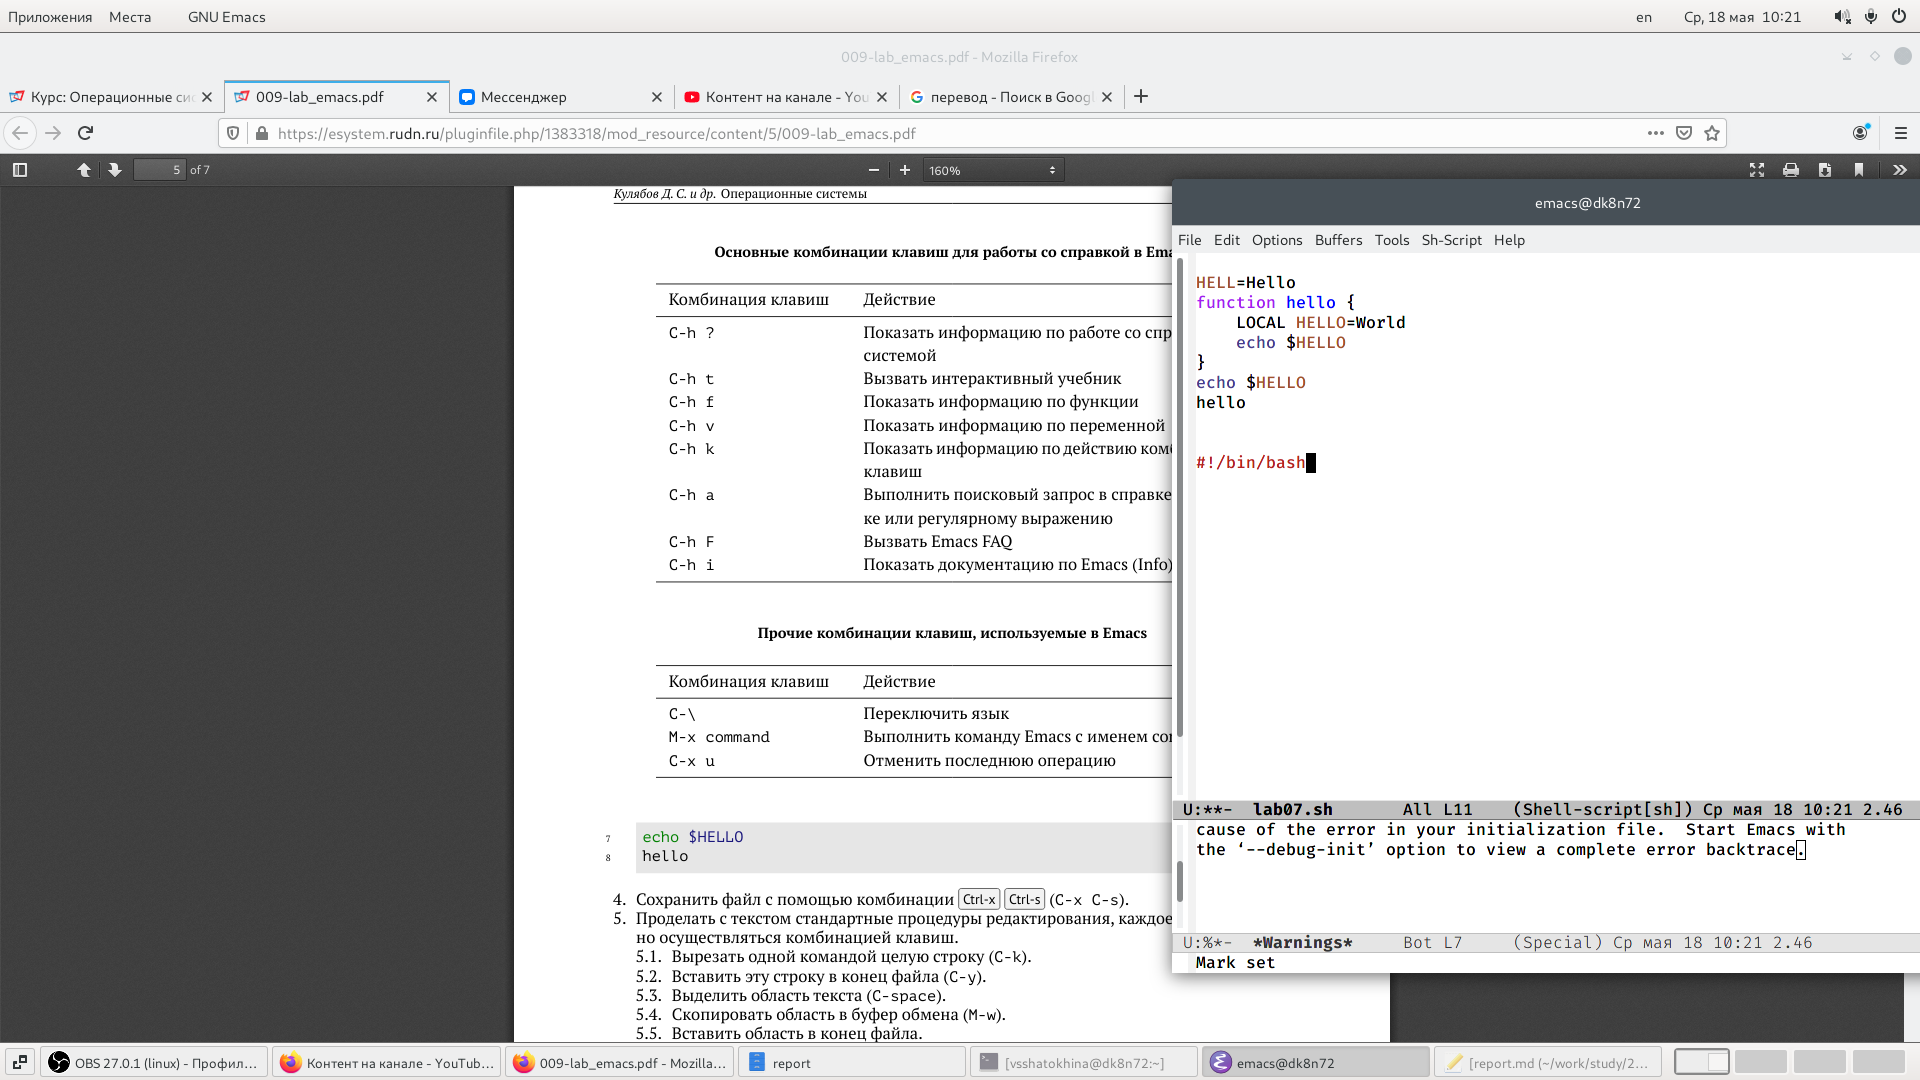 Приложения Места GNU Emacs en Ср, 18 мая 10:21
009-lab_emacs.pdf - Mozilla Firefox
Курс: Операционные си 009-lab_emacs.pdf Мессенджер Контент на канале - You перевод - Поиск в Googl
https://esystem.rudn.ru/pluginfile.php/1383318/mod_resource/content/5/009-lab_emacs.pdf
5 of 7 160%
Кулябов Д. С. и др. Операционные системы
Основные комбинации клавиш для работы со справкой в Ema
Комбинация клавиш Действие
C-h ? Показать информацию по работе со спр
системой
C-h t Вызвать интерактивный учебник
C-h f Показать информацию по функции
C-h v Показать информацию по переменной
C-h k Показать информацию по действию ком
клавиш
C-h a Выполнить поисковый запрос в справке
ке или регулярному выражению
C-h F Вызвать Emacs FAQ
C-h i Показать документацию по Emacs (Info)
Прочие комбинации клавиш, используемые в Emacs
Комбинация клавиш Действие
C-\ Переключить язык
M-x command Выполнить команду Emacs с именем co
C-x u Отменить последнюю операцию
7 echo $HELLO
8 hello
4. Сохранить файл с помощью комбинации Ctrl-x Ctrl-s (C-x C-s).
5. Проделать с текстом стандартные процедуры редактирования, каждое
но осуществляться комбинацией клавиш.
5.1. Вырезать одной командой целую строку (C-k).
5.2. Вставить эту строку в конец файла (C-y).
5.3. Выделить область текста (C-space).
5.4. Скопировать область в буфер обмена (M-w).
5.5. Вставить область в конец файла.
emacs@dk8n72
File Edit Options Buffers Tools Sh-Script Help
HELL=Hello
function hello {
LOCAL HELLO=World
echo $HELLO
}
echo $HELLO
hello
#!/bin/bash
U:**- lab07.sh All L11 (Shell-script[sh]) Ср мая 18 10:21 2.46
cause of the error in your initialization file. Start Emacs with
the ‘--debug-init’ option to view a complete error backtrace.
U:%*- *Warnings* Bot L7 (Special) Ср мая 18 10:21 2.46
Mark set
OBS 27.0.1 (linux) - Профил... Контент на канале - YouTub... 009-lab_emacs.pdf - Mozilla... report [vsshatokhina@dk8n72:~] emacs@dk8n72 [report.md (~/work/study/2...